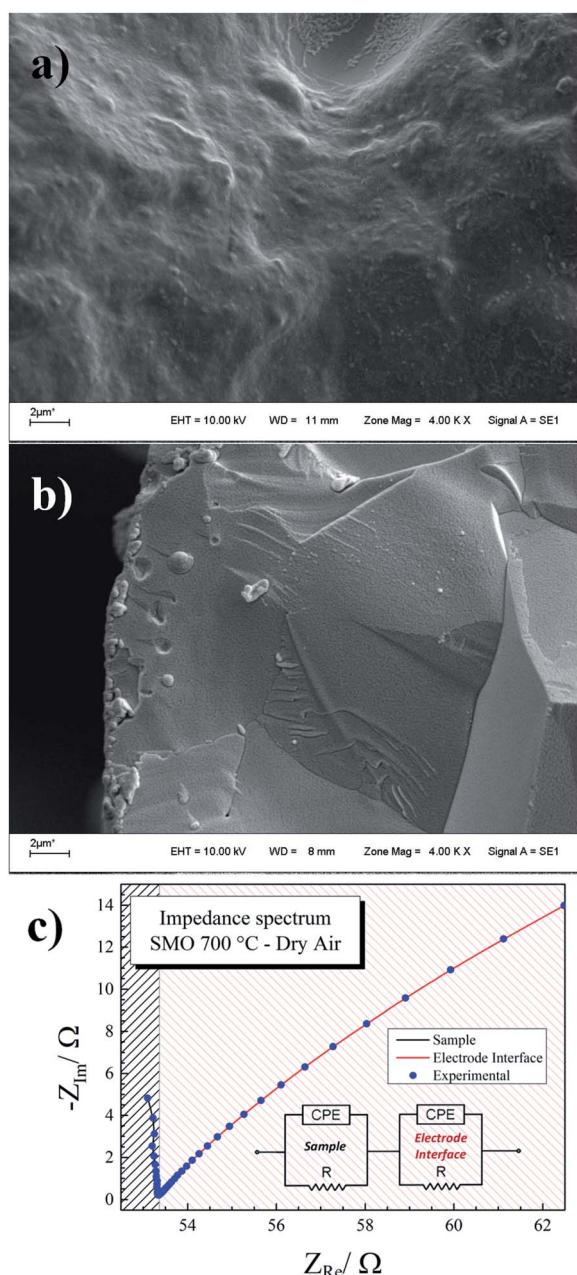 a)
2µm*
EHT = 10.00 kV WD = 11 mm Zone Mag = 4.00 K X Signal A = SE1
b)
2µm*
EHT = 10.00 kV WD = 8 mm Zone Mag = 4.00 K X Signal A = SE1
c)
Impedance spectrum
SMO 700 °C - Dry Air
14
12
10
8
6
4
2
0
-Z_Im/ Ω
Sample
Electrode Interface
Experimental
CPE
Sample
R
CPE
Electrode
Interface
R
54 56 58 60 62
Z_Re/ Ω